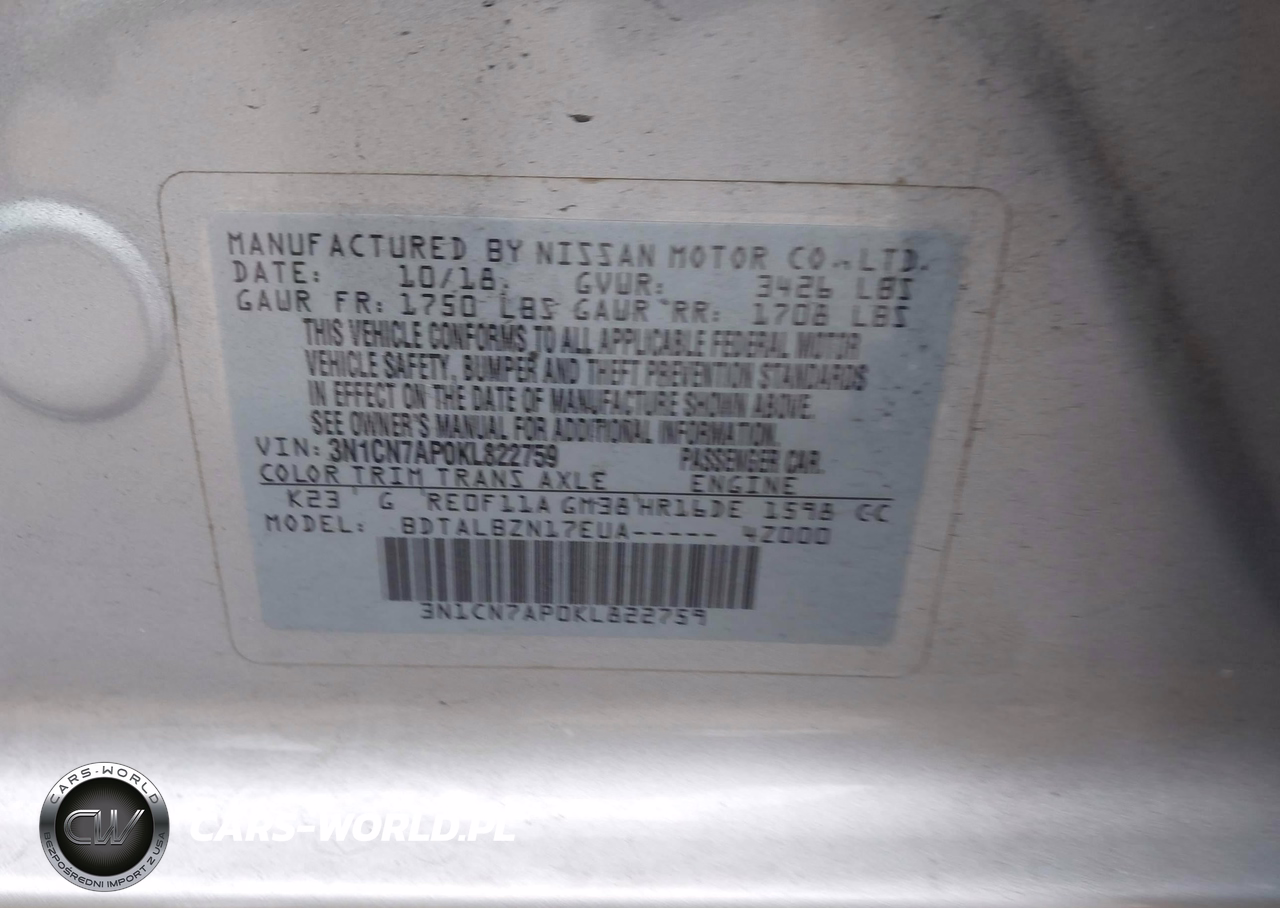 MANUFACTURED BY NISSAN MOTOR CO., LTD.
DATE: 10/18. GVWR: 3426 LBS
GAWR FR: 1750 LBS GAWR RR: 1708 LBS
THIS VEHICLE CONFORMS TO ALL APPLICABLE FEDERAL MOTOR
VEHICLE SAFETY, BUMPER AND THEFT PREVENTION STANDARDS
IN EFFECT ON THE DATE OF MANUFACTURE SHOWN ABOVE.
SEE OWNER'S MANUAL FOR ADDITIONAL INFORMATION.
VIN: 3N1CN7AP0KL822759 PASSENGER CAR.
COLOR TRIM TRANS AXLE ENGINE
K23 G RE0F11A GM38 HR16DE 1598 CC
MODEL: BDTALBZN17EUA----- 42000
3N1CN7AP0KL822759
CARS-WORLD
CW
BEZPOŚREDNI IMPORT Z USA
CARS-WORLD.PL